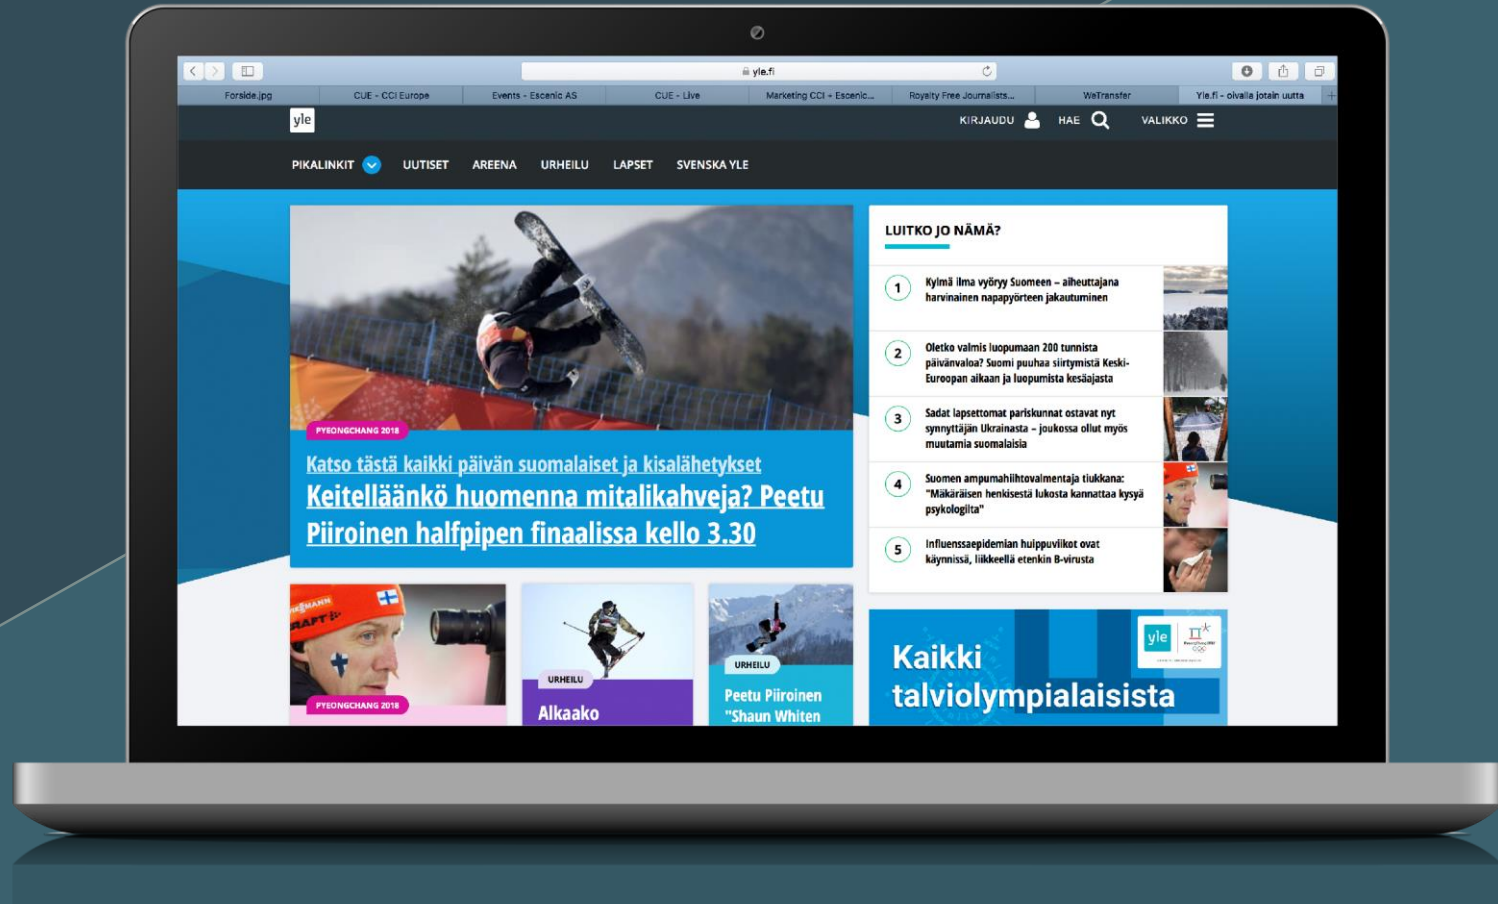 yle.fi
Forside.jpg
CUE - CCI Europe
Events - Escenic AS
CUE - Live
Marketing CCI + Escenic...
Royalty Free Journalists...
WeTransfer
Yle.fi - oivalla jotain uutta
yle
KIRJAUDU
HAE
VALIKKO
PIKALINKIT
UUTISET
AREENA
URHEILU
LAPSET
SVENSKA YLE
PYEONGCHANG 2018
Katso tästä kaikki päivän suomalaiset ja kisalähetykset
Keitelläänkö huomenna mitalikahveja? Peetu
Piiroinen halfpipen finaalissa kello 3.30
LUITKO JO NÄMÄ?
1
Kylmä ilma vyöryy Suomeen – aiheuttajana
harvinainen napapyörteen jakautuminen
2
Oletko valmis luopumaan 200 tunnista
päivänvaloa? Suomi puuhaa siirtymistä Keski-
Euroopan aikaan ja luopumista kesäajasta
3
Sadat lapsettomat pariskunnat ostavat nyt
synnyttäjän Ukrainasta – joukossa ollut myös
muutamia suomalaisia
4
Suomen ampumahiihtovalmentaja tiukkana:
"Mäkäräisen henkisestä lukosta kannattaa kysyä
psykologilta"
5
Influenssaepidemian huippuviikot ovat
käynnissä, liikkeellä etenkin B-virusta
PYEONGCHANG 2018
URHEILU
Alkaako
URHEILU
Peetu Piiroinen
"Shaun Whiten
Kaikki
talviolympialaisista
yle